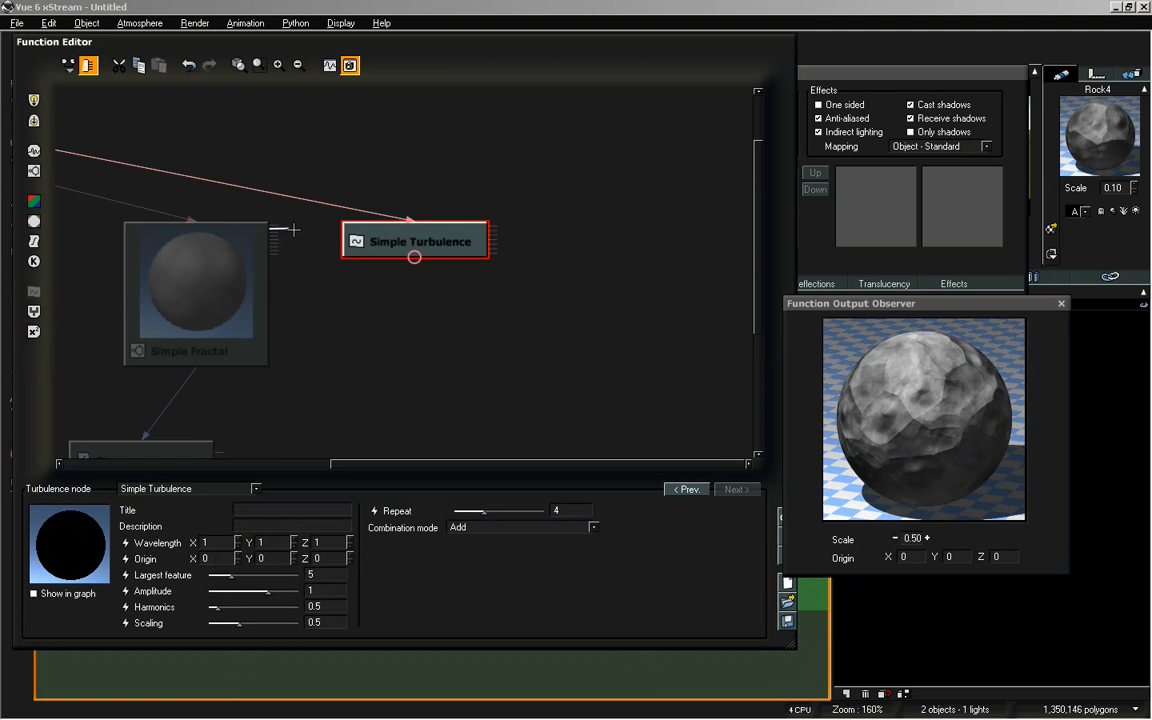 Vue 6 xStream - Untitled
File Edit Object Atmosphere Render Animation Python Display Help
Function Editor
Effects
One sided Cast shadows
Anti-aliased Receive shadows
Indirect lighting Only shadows
Mapping Object - Standard
Up
Down
Rock4
Scale 0.10
A
K
Simple Turbulence
Simple Fractal
eflections Translucency Effects
Function Output Observer
Scale - 0.50 +
Origin X 0 Y 0 Z 0
Turbulence node Simple Turbulence < Prev. Next >
Title
Description
Wavelength X 1 Y 1 Z 1
Origin X 0 Y 0 Z 0
Largest feature 5
Amplitude 1
Harmonics 0.5
Scaling 0.5
Show in graph
Repeat 4
Combination mode Add
4 CPU Zoom : 160% 2 objects - 1 lights 1,350,146 polygons